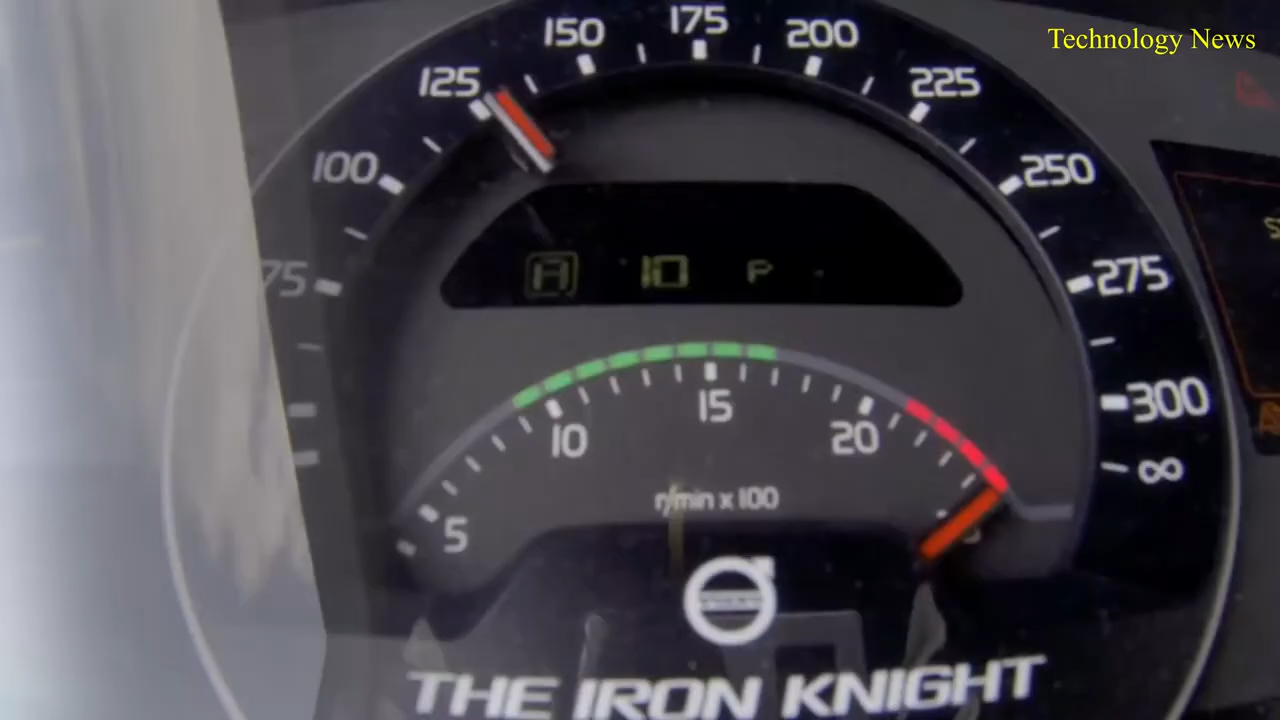 Technology News
175
150 200
125 225
100 250
75 275
A 10 P
300
∞
15
10 20
5
r/min x 100
THE IRON KNIGHT